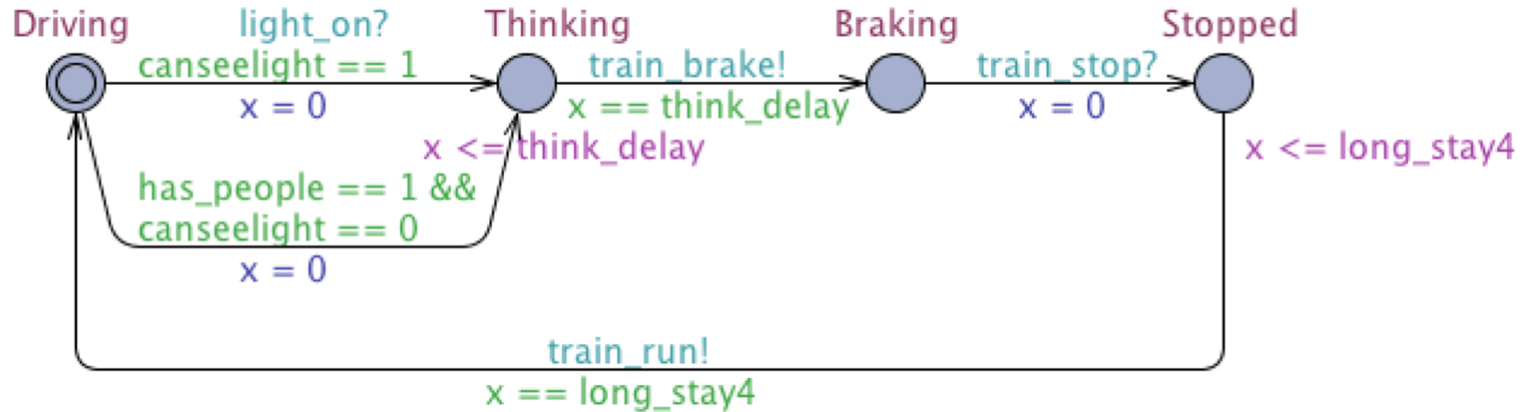 Driving
light_on?
Thinking
Braking
Stopped
canseelight == 1
train_brake!
train_stop?
x = 0
x == think_delay
x = 0
x <= think_delay
x <= long_stay4
has_people == 1 &&
canseelight == 0
x = 0
train_run!
x == long_stay4